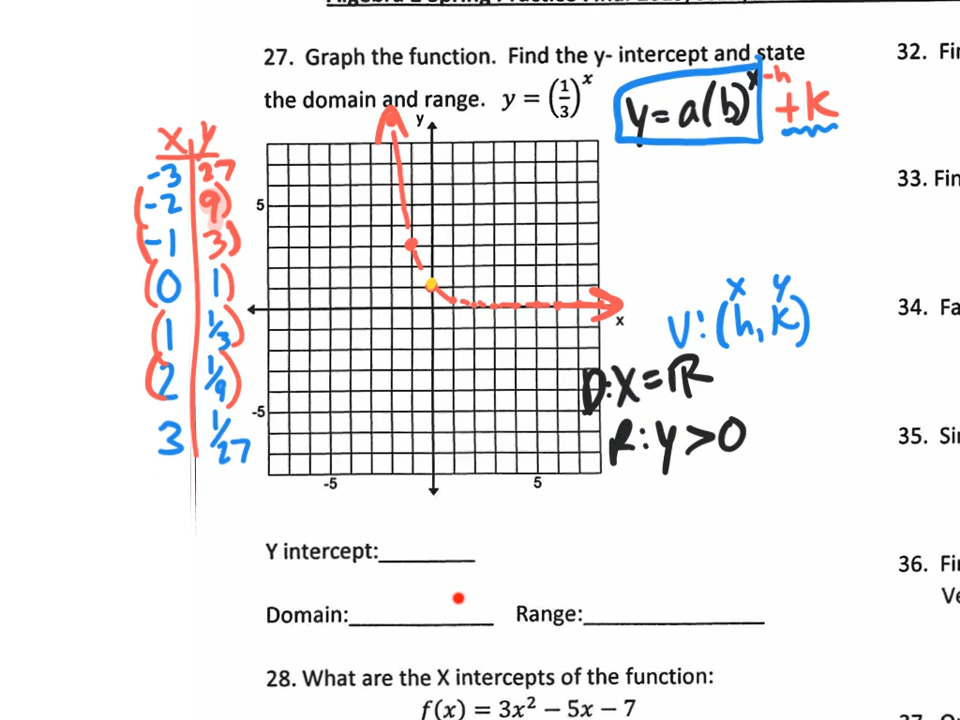 27. Graph the function. Find the y- intercept and state
the domain and range. y = (1/3)^x
y = a(b)^x-h + k
x y
-3 27
(-2 9)
(-1 3)
(0 1)
(1 1/3)
(2 1/9)
3 1/27
y
5
x
-5
-5 5
x y
V: (h, k)
D: X = ℝ
R: y > 0
Y intercept:________
Domain:____________ Range:_______________
28. What are the X intercepts of the function:
f(x) = 3x² − 5x − 7
32. Fi
33. Fin
34. Fa
35. Si
36. Fi
Ve